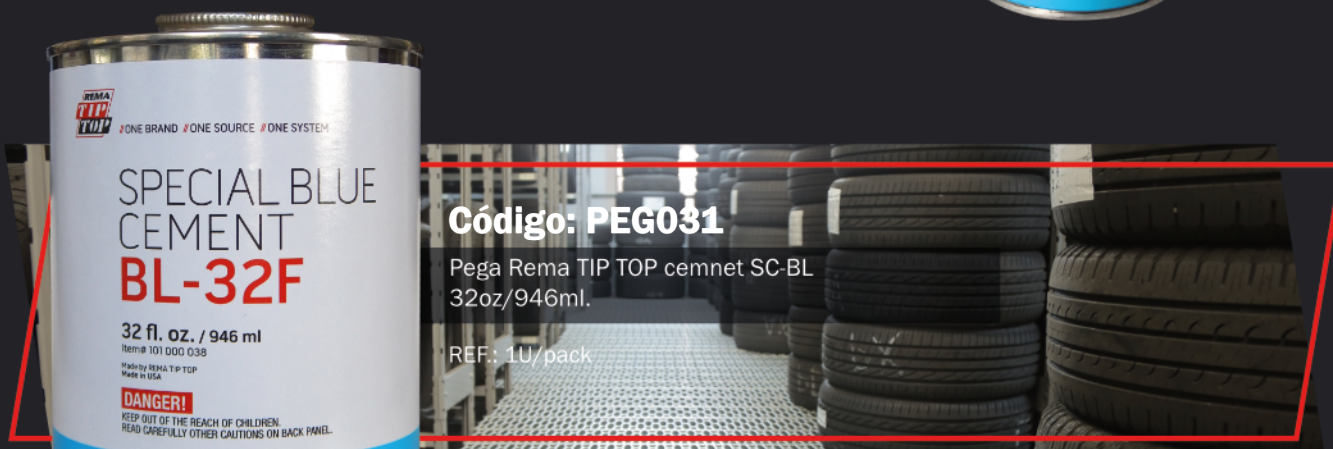 REMA
TIP
TOP
// ONE BRAND // ONE SOURCE // ONE SYSTEM
SPECIAL BLUE
CEMENT
BL-32F
32 fl. oz. / 946 ml
Item# 101 000 038
Made by REMA TIP TOP
Made in USA
DANGER!
KEEP OUT OF THE REACH OF CHILDREN.
READ CAREFULLY OTHER CAUTIONS ON BACK PANEL.
Código: PEG031
Pega Rema TIP TOP cemnet SC-BL
32oz/946ml.
REF.: 1U/pack